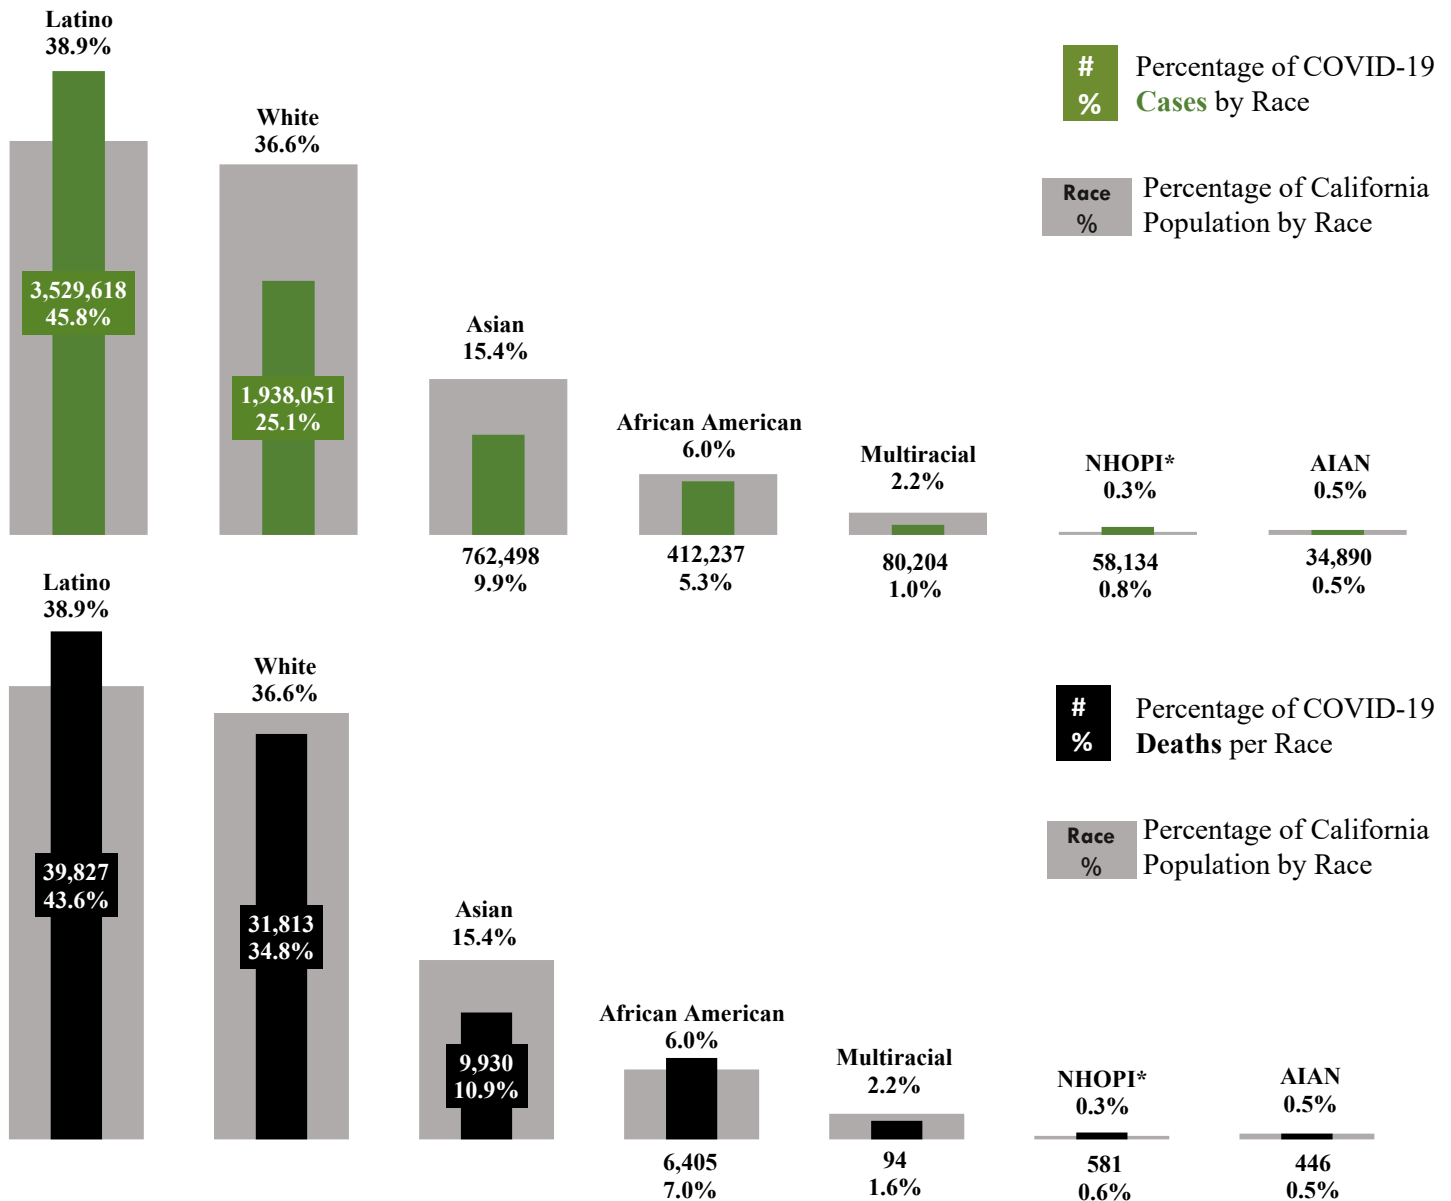 Latino
38.9%
3,529,618
45.8%
White
36.6%
1,938,051
25.1%
Asian
15.4%
762,498
9.9%
African American
6.0%
412,237
5.3%
Multiracial
2.2%
80,204
1.0%
NHOPI*
0.3%
58,134
0.8%
AIAN
0.5%
34,890
0.5%
#
%
Percentage of COVID-19
Cases by Race
Race
%
Percentage of California
Population by Race
Latino
38.9%
39,827
43.6%
White
36.6%
31,813
34.8%
Asian
15.4%
9,930
10.9%
African American
6.0%
6,405
7.0%
Multiracial
2.2%
94
1.6%
NHOPI*
0.3%
581
0.6%
AIAN
0.5%
446
0.5%
#
%
Percentage of COVID-19
Deaths per Race
Race
%
Percentage of California
Population by Race